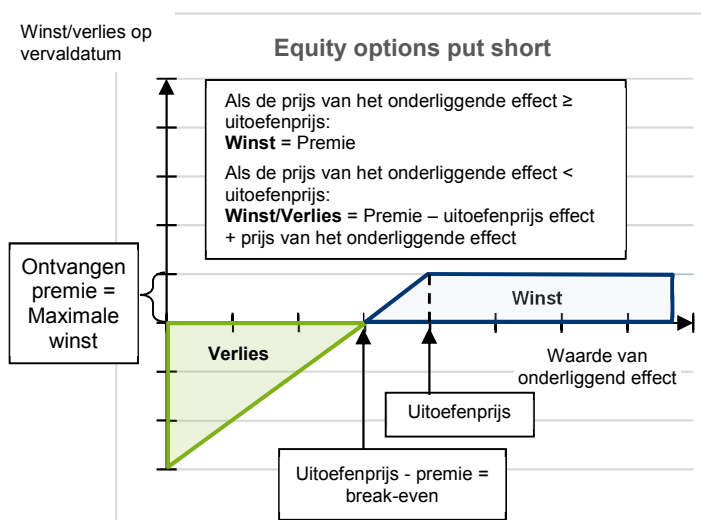 Winst/verlies op
vervaldatum
Equity options put short
Als de prijs van het onderliggende effect ≥
uitoefenprijs:
Winst = Premie
Als de prijs van het onderliggende effect <
uitoefenprijs:
Winst/Verlies = Premie – uitoefenprijs effect
+ prijs van het onderliggende effect
Ontvangen
premie =
Maximale
winst
Winst
Verlies
Waarde van
onderliggend effect
Uitoefenprijs
Uitoefenprijs - premie =
break-even